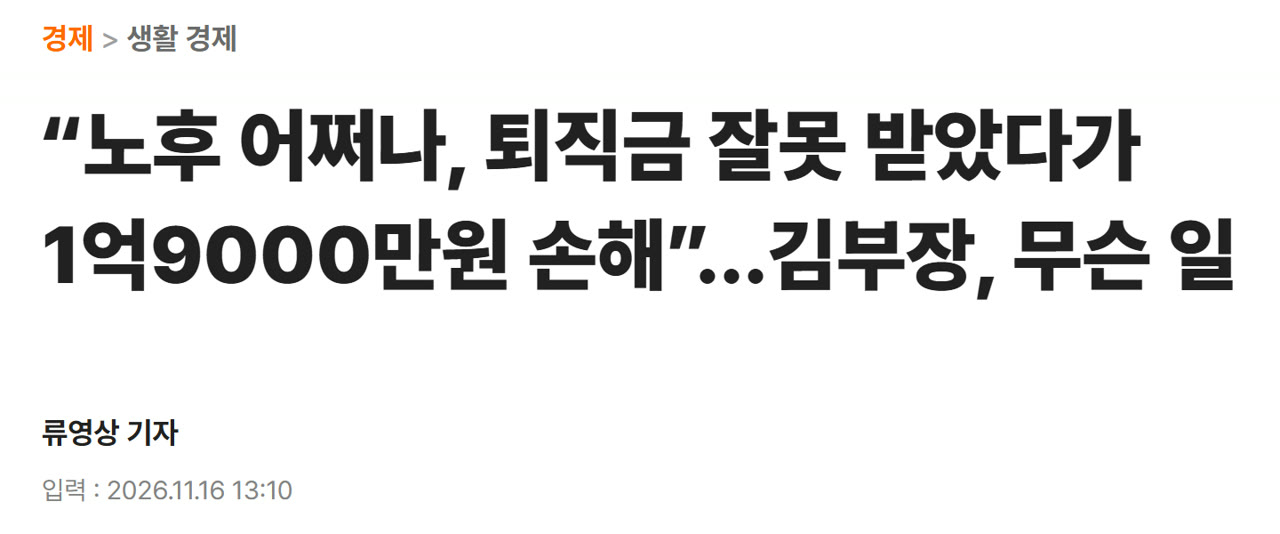 경제 > 생활 경제
“노후 어쩌나, 퇴직금 잘못 받았다가
1억9000만원 손해”…김부장, 무슨 일
류영상 기자
입력 : 2026.11.16 13:10